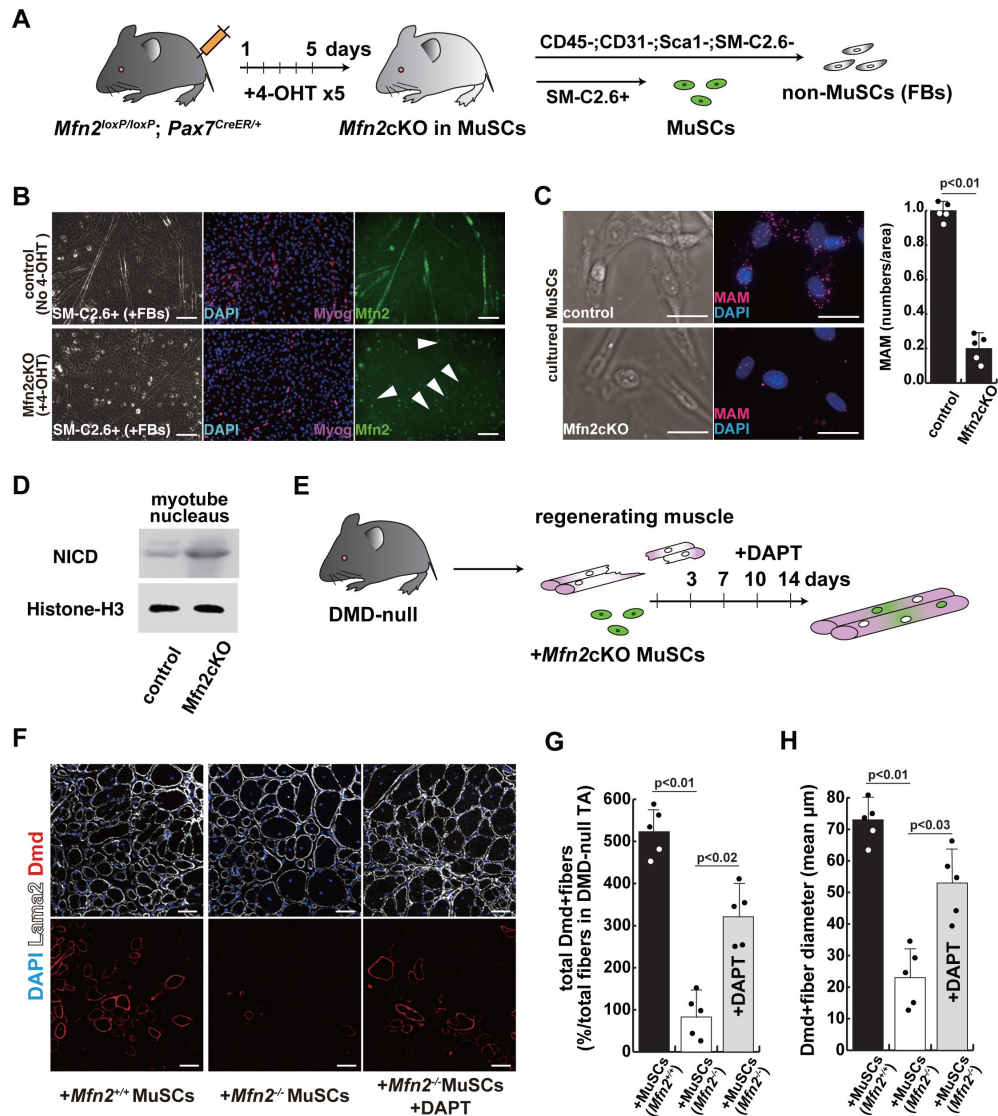 A
1 5 days
+4-OHT x5
Mfn2loxP/loxP; Pax7CreER/+
Mfn2cKO in MuSCs
CD45-;CD31-;Sca1-;SM-C2.6-
SM-C2.6+
MuSCs
non-MuSCs (FBs)
B
control
(No 4-OHT)
SM-C2.6+ (+FBs)
DAPI
Myog
Mfn2
Mfn2cKO
(+4-OHT)
SM-C2.6+ (+FBs)
DAPI
Myog
Mfn2
C
cultured MuSCs
control
MAM
DAPI
Mfn2cKO
MAM
DAPI
p<0.01
MAM (numbers/area)
1.0
0.8
0.6
0.4
0.2
0.0
control
Mfn2cKO
D
myotube
nucleaus
NICD
Histone-H3
control
Mfn2cKO
E
DMD-null
regenerating muscle
+DAPT
3 7 10 14 days
+Mfn2cKO MuSCs
F
DAPI Lama2 Dmd
+Mfn2+/+ MuSCs
+Mfn2-/- MuSCs
+Mfn2-/- MuSCs
+DAPT
G
total Dmd+fibers
(%/total fibers in DMD-null TA)
600
500
400
300
200
100
0
p<0.01
p<0.02
+DAPT
+MuSCs
(Mfn2+/+)
+MuSCs
(Mfn2-/-)
+MuSCs
(Mfn2-/-)
H
Dmd+fiber diameter (mean μm)
80
70
60
50
40
30
20
10
0
p<0.01
p<0.03
+DAPT
+MuSCs
(Mfn2+/+)
+MuSCs
(Mfn2-/-)
+MuSCs
(Mfn2-/-)